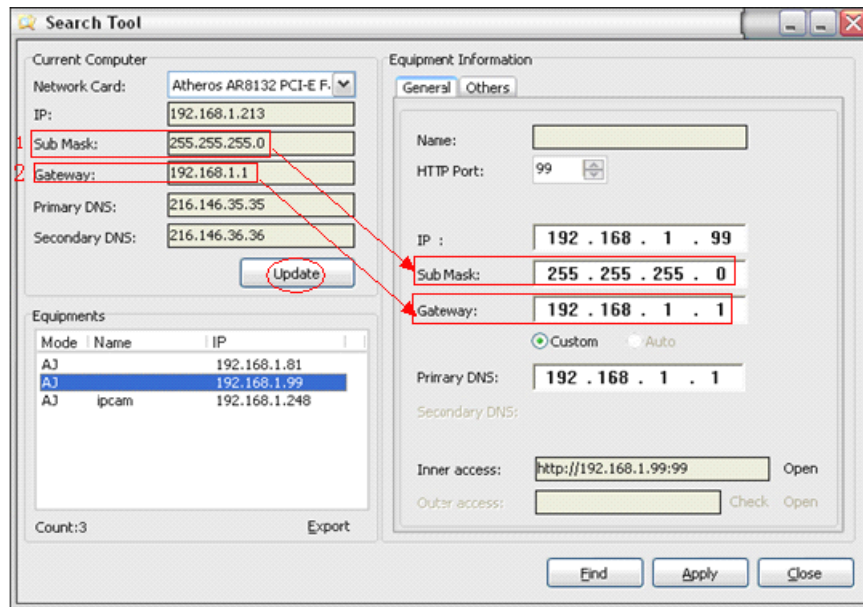 Search Tool
Current Computer
Network Card: Atheros AR8132 PCI-E F.
IP: 192.168.1.213
1 Sub Mask: 255.255.255.0
2 Gateway: 192.168.1.1
Primary DNS: 216.146.35.35
Secondary DNS: 216.146.36.36
Update
Equipments
Mode Name IP
AJ 192.168.1.81
AJ 192.168.1.99
AJ ipcam 192.168.1.248
Count:3 Export
Equipment Information
General Others
Name:
HTTP Port: 99
IP : 192 . 168 . 1 . 99
Sub Mask: 255 . 255 . 255 . 0
Gateway: 192 . 168 . 1 . 1
Custom Auto
Primary DNS: 192 . 168 . 1 . 1
Secondary DNS:
Inner access: http://192.168.1.99:99 Open
Outer access: Check Open
Find Apply Close